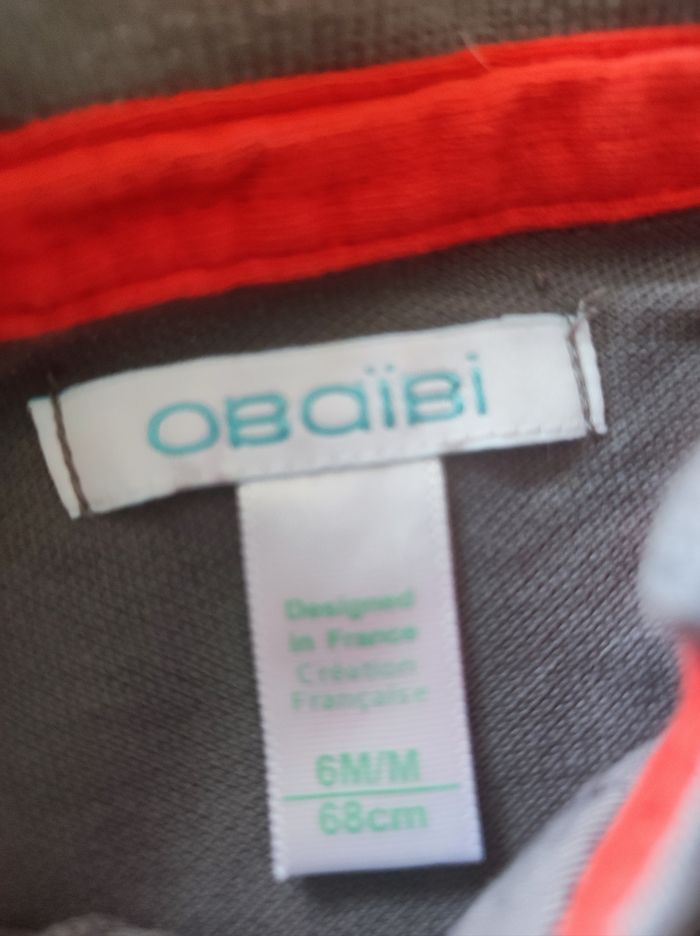 OBaïBi
Designed
in France
Création
Française
6M/M
68cm